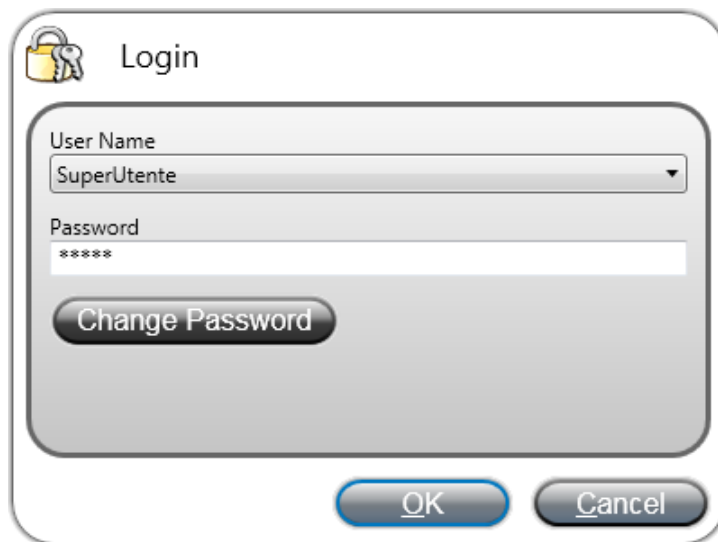 Login
User Name
SuperUtente
Password
*****
Change Password
OK
Cancel